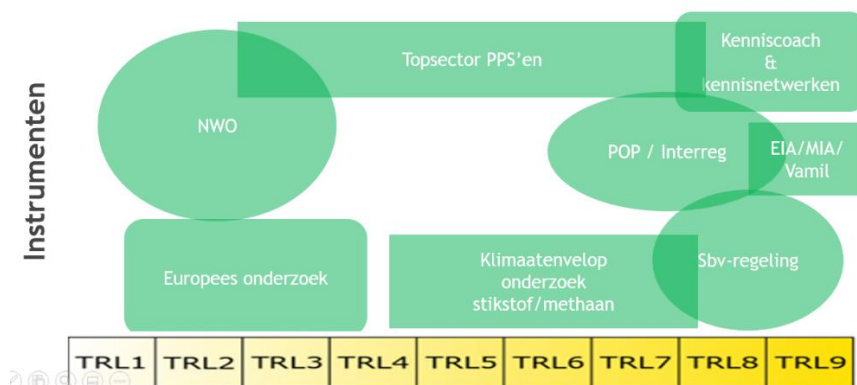 Instrumenten
NWO
Topsector PPS'en
Kenniscoach
&
kennisnetwerken
POP / Interreg
EIA/MIA/
Vamil
Europees onderzoek
Klimaatenvelop
onderzoek
stikstof/methaan
Sbv-regeling
TRL1 TRL2 TRL3 TRL4 TRL5 TRL6 TRL7 TRL8 TRL9